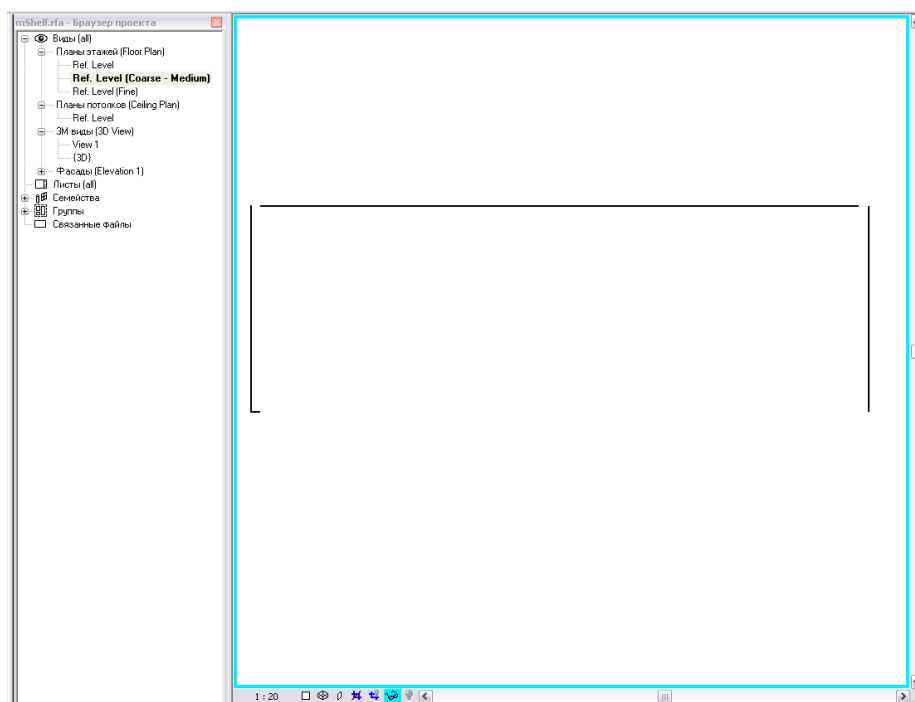 mShelf.rfa - Браузер проекта
Виды (all)
Планы этажей (Floor Plan)
Ref. Level
Ref. Level (Coarse - Medium)
Ref. Level (Fine)
Планы потолков (Ceiling Plan)
Ref. Level
3М виды (3D View)
View 1
{3D}
Фасады (Elevation 1)
Листы (all)
Семейства
Группы
Связанные файлы
1 : 20